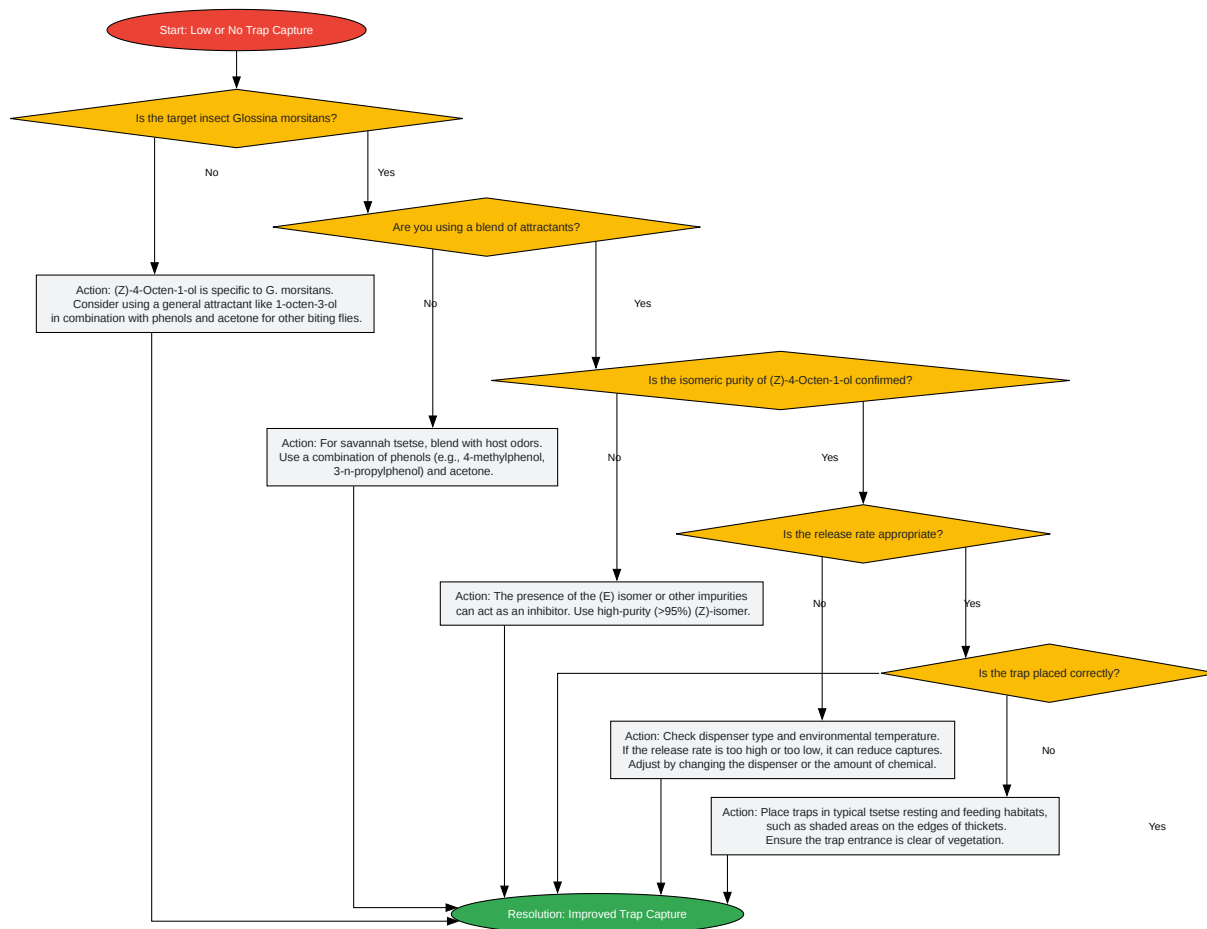 Start: Low or No Trap Capture
Is the target insect Glossina morsitans?
No
Yes
Are you using a blend of attractants?
Action: (Z)-4-Octen-1-ol is specific to G. morsitans.
Consider using a general attractant like 1-octen-3-ol
in combination with phenols and acetone for other biting flies.
No
Yes
Is the isomeric purity of (Z)-4-Octen-1-ol confirmed?
Action: For savannah tsetse, blend with host odors.
Use a combination of phenols (e.g., 4-methylphenol,
3-n-propylphenol) and acetone.
No
Yes
Is the release rate appropriate?
Action: The presence of the (E) isomer or other impurities
can act as an inhibitor. Use high-purity (>95%) (Z)-isomer.
No
Yes
Is the trap placed correctly?
Action: Check dispenser type and environmental temperature.
If the release rate is too high or too low, it can reduce captures.
Adjust by changing the dispenser or the amount of chemical.
No
Action: Place traps in typical tsetse resting and feeding habitats,
such as shaded areas on the edges of thickets.
Ensure the trap entrance is clear of vegetation.
Yes
Resolution: Improved Trap Capture